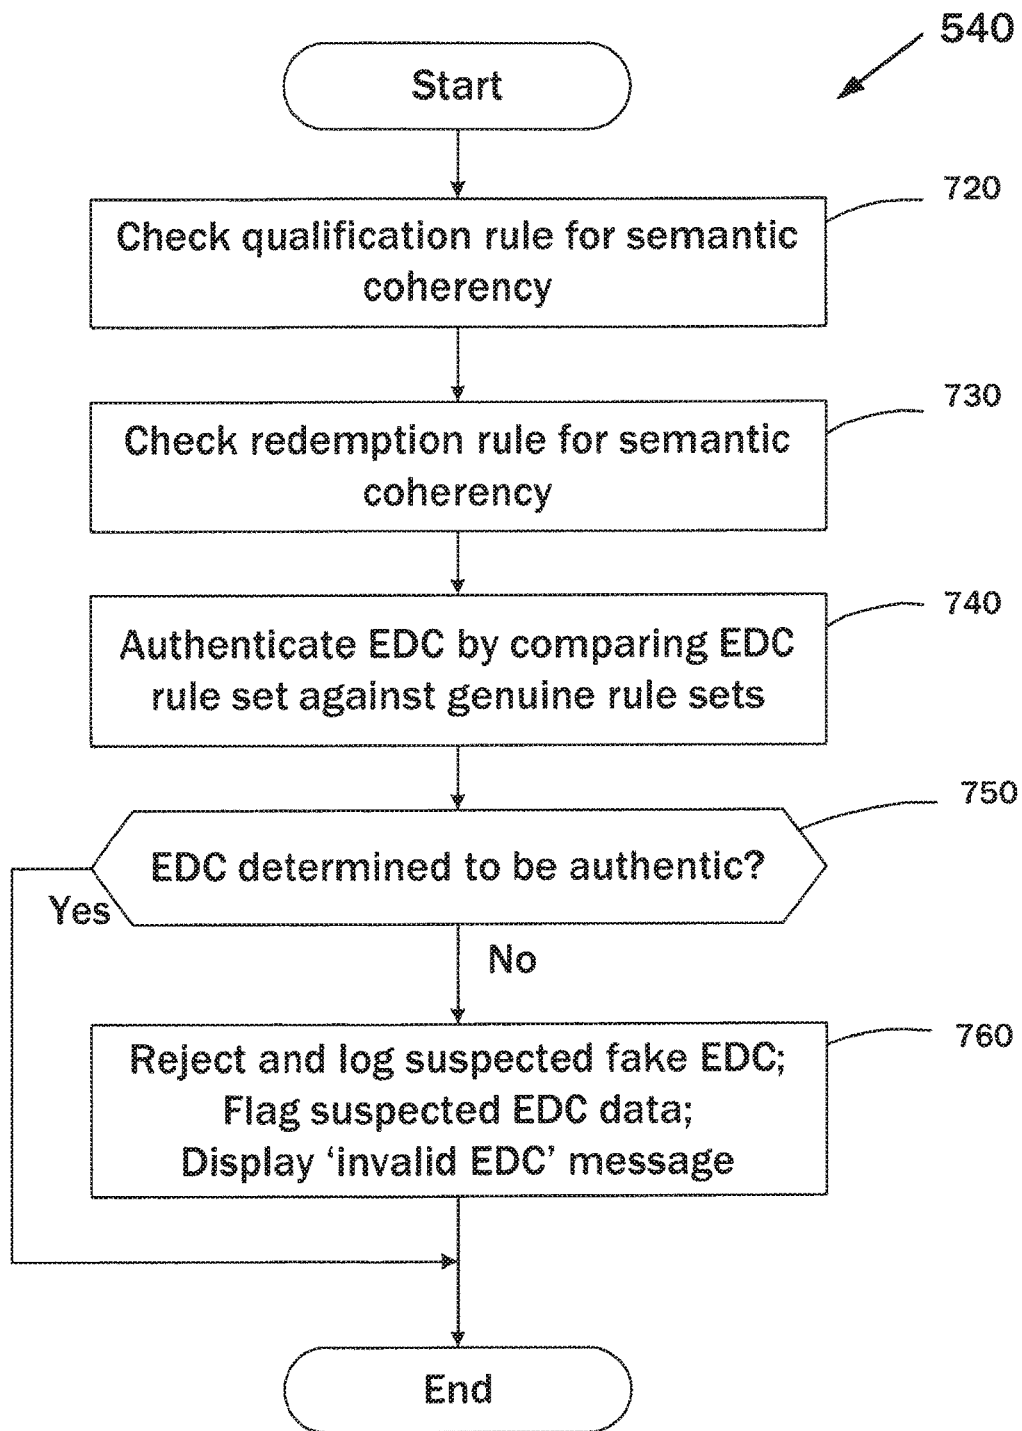 540
Start
720
Check qualification rule for semantic
coherency
730
Check redemption rule for semantic
coherency
740
Authenticate EDC by comparing EDC
rule set against genuine rule sets
750
EDC determined to be authentic?
Yes
No
760
Reject and log suspected fake EDC;
Flag suspected EDC data;
Display ‘invalid EDC’ message
End